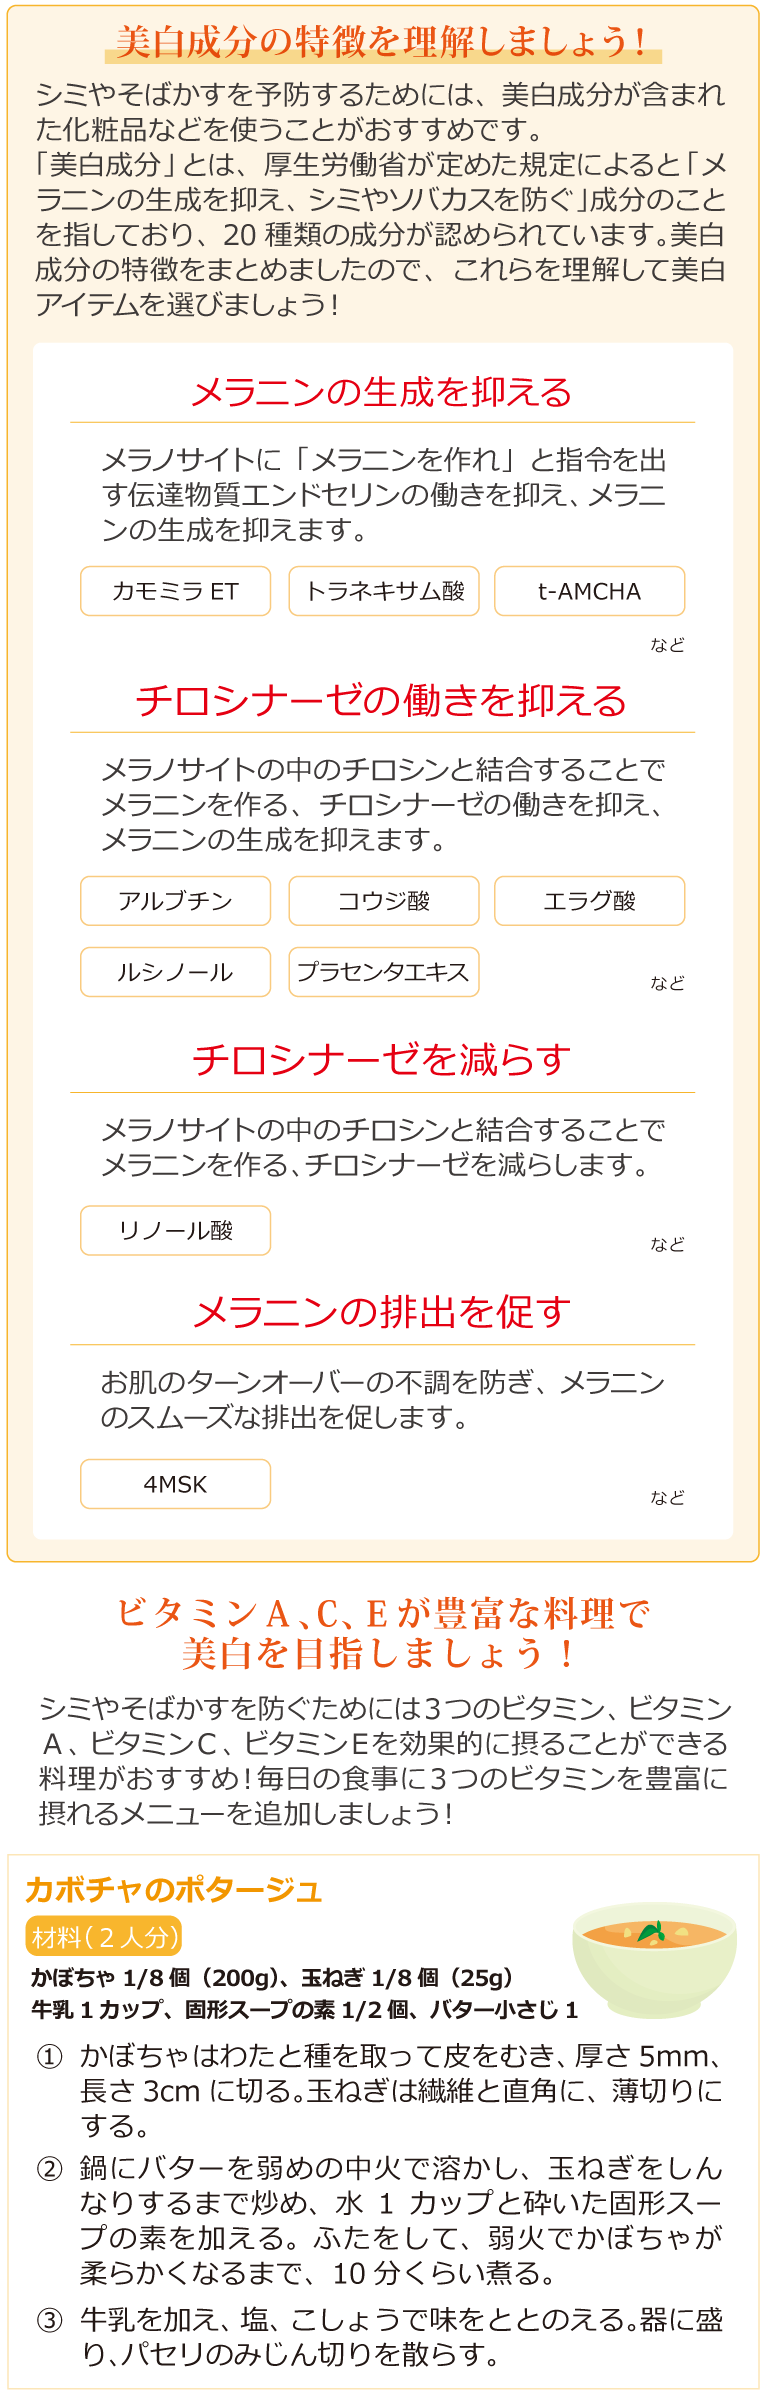 美白成分の特徴を理解しましょう！
シミやそばかすを予防するためには、美白成分が含まれ
た化粧品などを使うことがおすすめです。
「美白成分」とは、厚生労働省が定めた規定によると「メ
ラニンの生成を抑え、シミやソバカスを防ぐ」成分のこと
を指しており、20 種類の成分が認められています。美白
成分の特徴をまとめましたので、これらを理解して美白
アイテムを選びましょう！
メラニンの生成を抑える
メラノサイトに「メラニンを作れ」と指令を出
す伝達物質エンドセリンの働きを抑え、メラニ
ンの生成を抑えます。
カモミラ ET
トラネキサム酸
t-AMCHA
など
チロシナーゼの働きを抑える
メラノサイトの中のチロシンと結合することで
メラニンを作る、チロシナーゼの働きを抑え、
メラニンの生成を抑えます。
アルブチン
コウジ酸
エラグ酸
ルシノール
プラセンタエキス
など
チロシナーゼを減らす
メラノサイトの中のチロシンと結合することで
メラニンを作る、チロシナーゼを減らします。
リノール酸
など
メラニンの排出を促す
お肌のターンオーバーの不調を防ぎ、メラニン
のスムーズな排出を促します。
4MSK
など
ビタミン A、C、E が豊富な料理で
美白を目指しましょう！
シミやそばかすを防ぐためには３つのビタミン、ビタミン
Ａ、ビタミンＣ、ビタミンＥを効果的に摂ることができる
料理がおすすめ！毎日の食事に３つのビタミンを豊富に
摂れるメニューを追加しましょう！
カボチャのポタージュ
材料（２人分）
かぼちゃ 1/8 個（200g）、玉ねぎ 1/8 個（25g）
牛乳 1 カップ、固形スープの素 1/2 個、バター小さじ 1
① かぼちゃはわたと種を取って皮をむき、厚さ 5mm、
長さ 3cm に切る。玉ねぎは繊維と直角に、薄切りに
する。
② 鍋にバターを弱めの中火で溶かし、玉ねぎをしん
なりするまで炒め、水 1 カップと砕いた固形スー
プの素を加える。ふたをして、弱火でかぼちゃが
柔らかくなるまで、10 分くらい煮る。
③ 牛乳を加え、塩、こしょうで味をととのえる。器に盛
り、パセリのみじん切りを散らす。